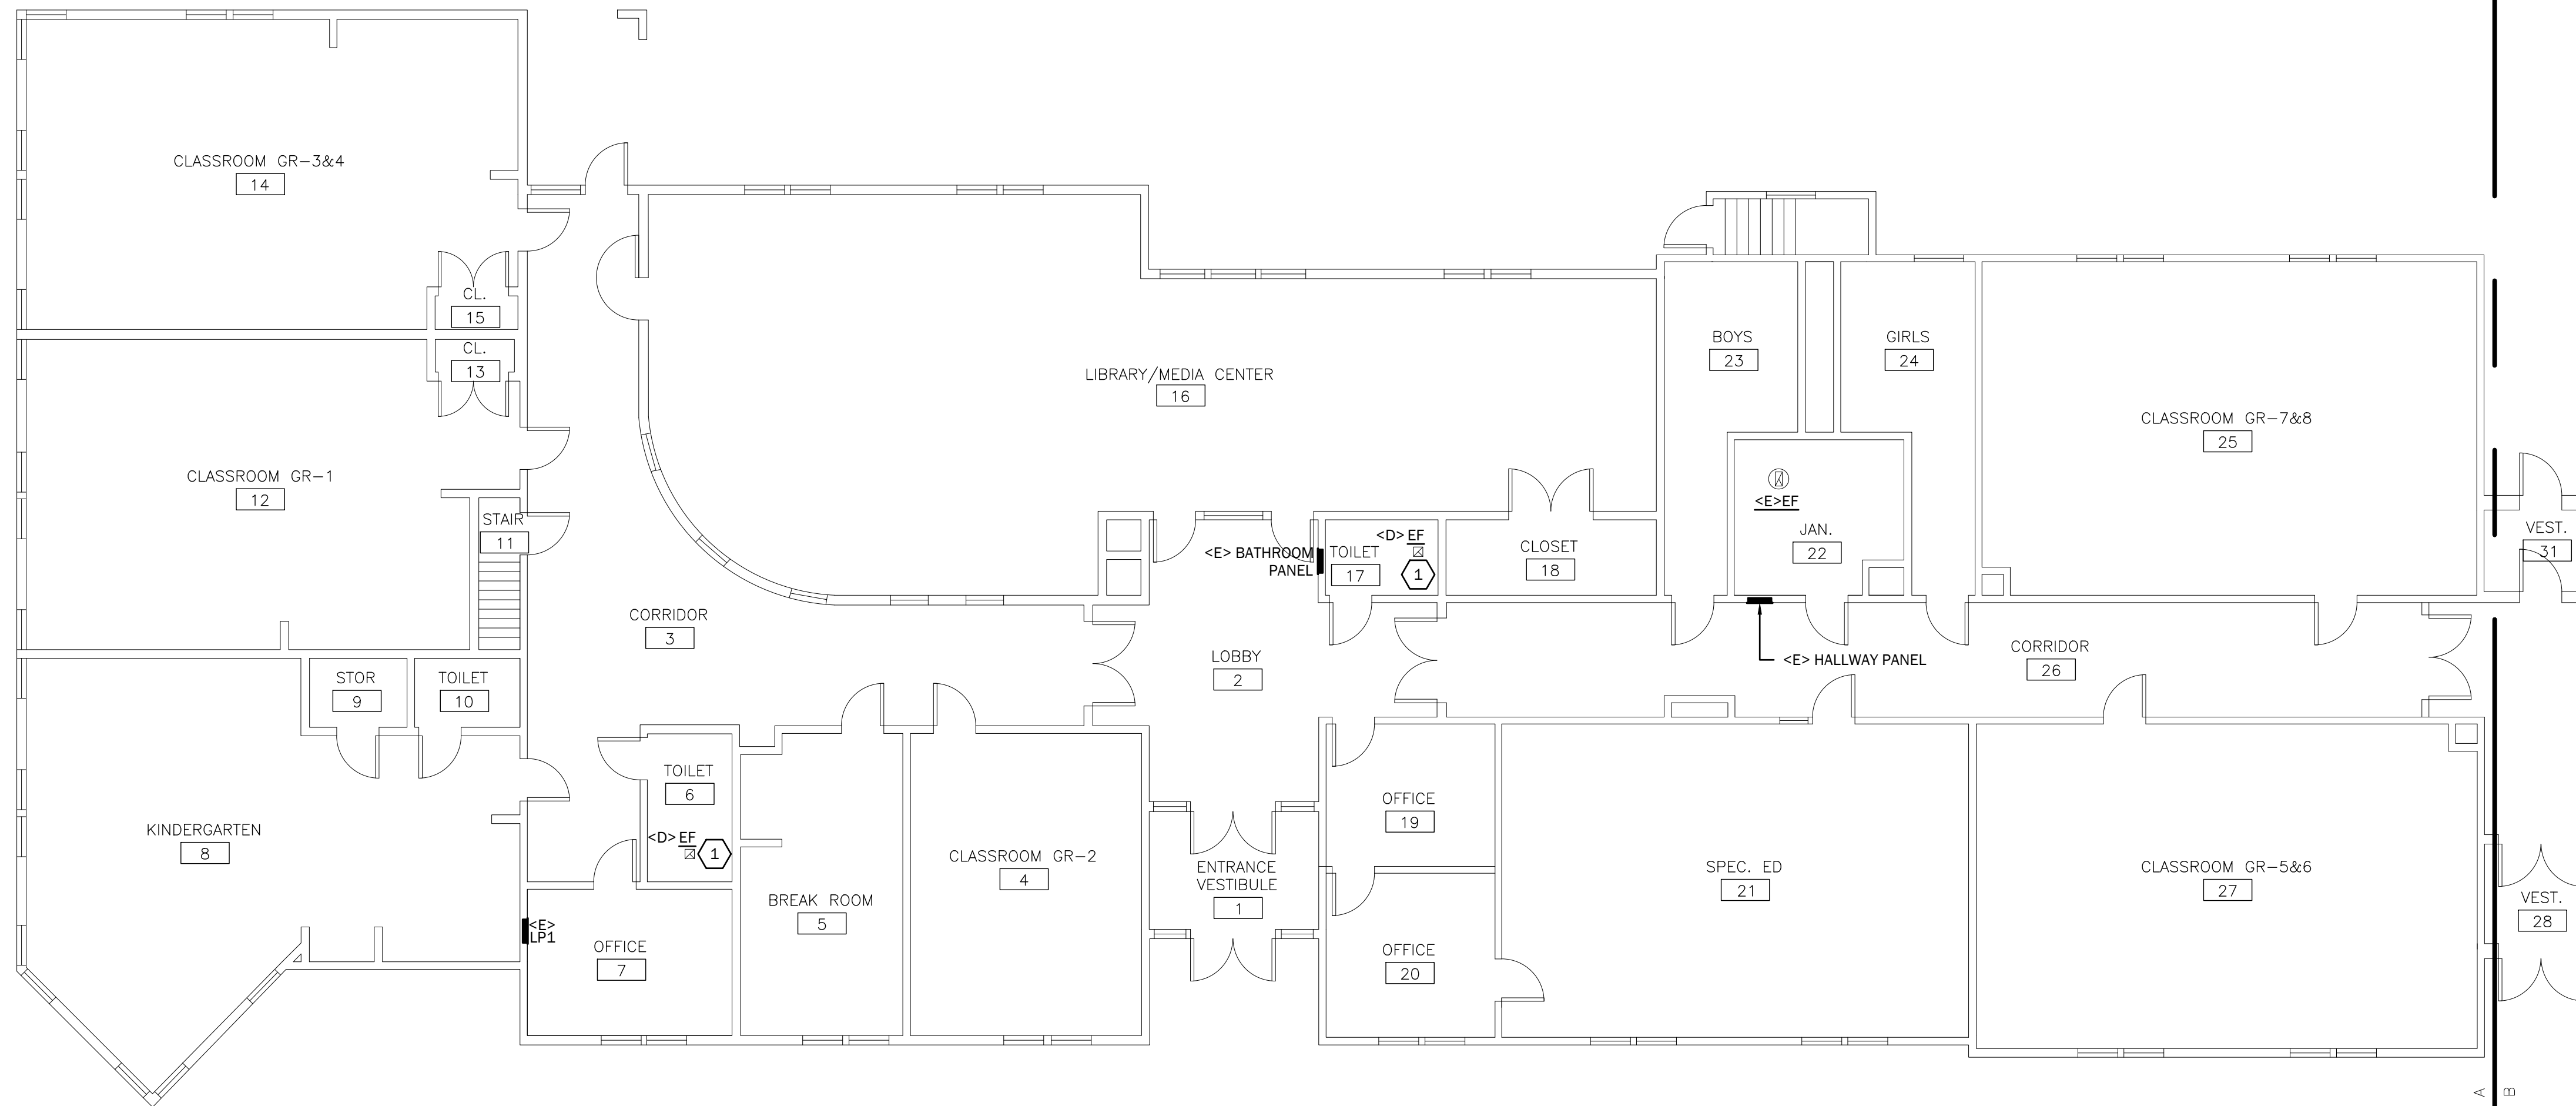 CLASSROOM GR-3&4
14
CL.
15
CL.
13
BOYS
23
GIRLS
24
LIBRARY/MEDIA CENTER
16
CLASSROOM GR-7&8
25
CLASSROOM GR-1
12
STAIR
11
<E>EF
JAN.
22
<E> BATHROOM
PANEL
TOILET
17
<D> EF
1
CLOSET
18
VEST.
31
CORRIDOR
3
LOBBY
2
<E> HALLWAY PANEL
CORRIDOR
26
STOR
9
TOILET
10
TOILET
6
<D> EF
1
KINDERGARTEN
8
OFFICE
19
CLASSROOM GR-2
4
ENTRANCE
VESTIBULE
1
SPEC. ED
21
CLASSROOM GR-5&6
27
BREAK ROOM
5
VEST.
28
<E>
LP1
OFFICE
7
OFFICE
20
A
B